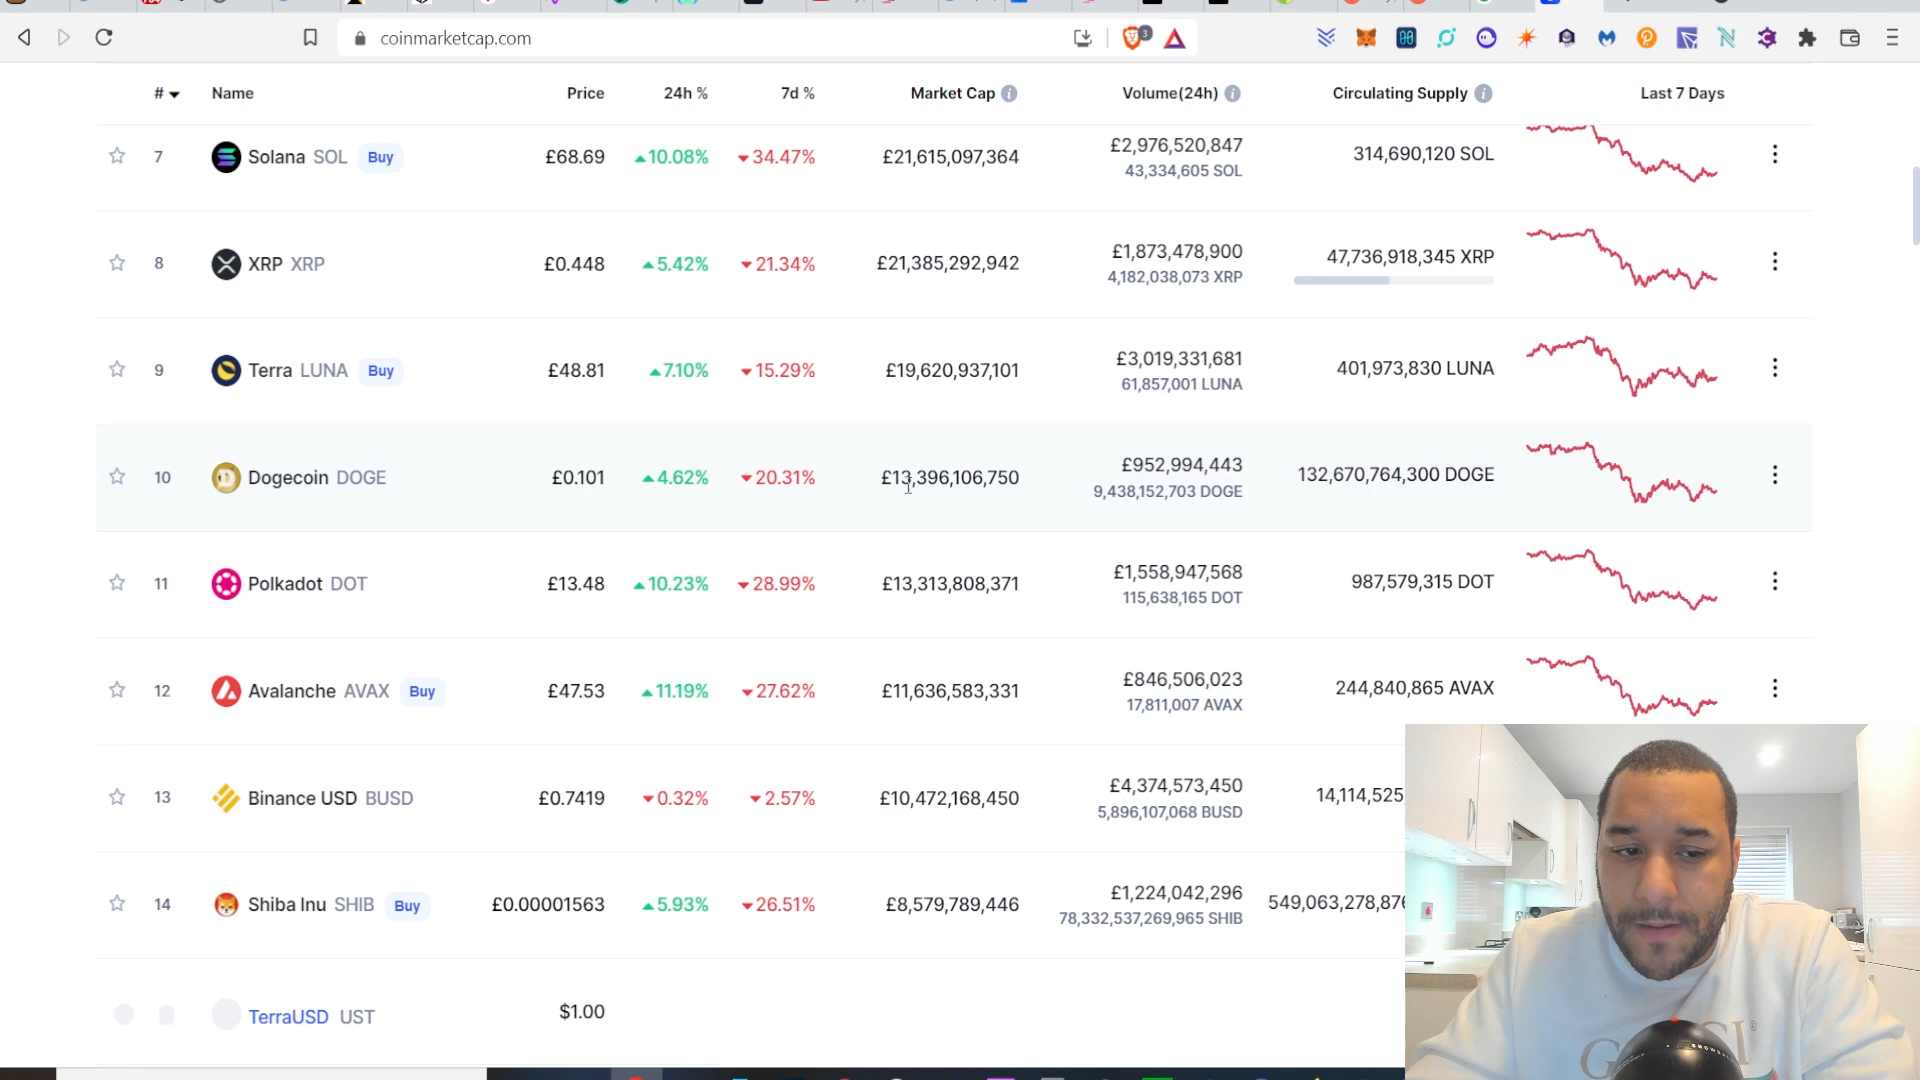 coinmarketcap.com
3
# Name Price 24h % 7d % Market Cap Volume(24h) Circulating Supply Last 7 Days
7 Solana SOL Buy £68.69 10.08% 34.47% £21,615,097,364 £2,976,520,847 314,690,120 SOL
43,334,605 SOL
8 XRP XRP £0.448 5.42% 21.34% £21,385,292,942 £1,873,478,900 47,736,918,345 XRP
4,182,038,073 XRP
9 Terra LUNA Buy £48.81 7.10% 15.29% £19,620,937,101 £3,019,331,681 401,973,830 LUNA
61,857,001 LUNA
10 Dogecoin DOGE £0.101 4.62% 20.31% £13,396,106,750 £952,994,443 132,670,764,300 DOGE
9,438,152,703 DOGE
11 Polkadot DOT £13.48 10.23% 28.99% £13,313,808,371 £1,558,947,568 987,579,315 DOT
115,638,165 DOT
12 Avalanche AVAX Buy £47.53 11.19% 27.62% £11,636,583,331 £846,506,023 244,840,865 AVAX
17,811,007 AVAX
13 Binance USD BUSD £0.7419 0.32% 2.57% £10,472,168,450 £4,374,573,450 14,114,525
5,896,107,068 BUSD
14 Shiba Inu SHIB Buy £0.00001563 5.93% 26.51% £8,579,789,446 £1,224,042,296 549,063,278,876
78,332,537,269,965 SHIB
TerraUSD UST $1.00